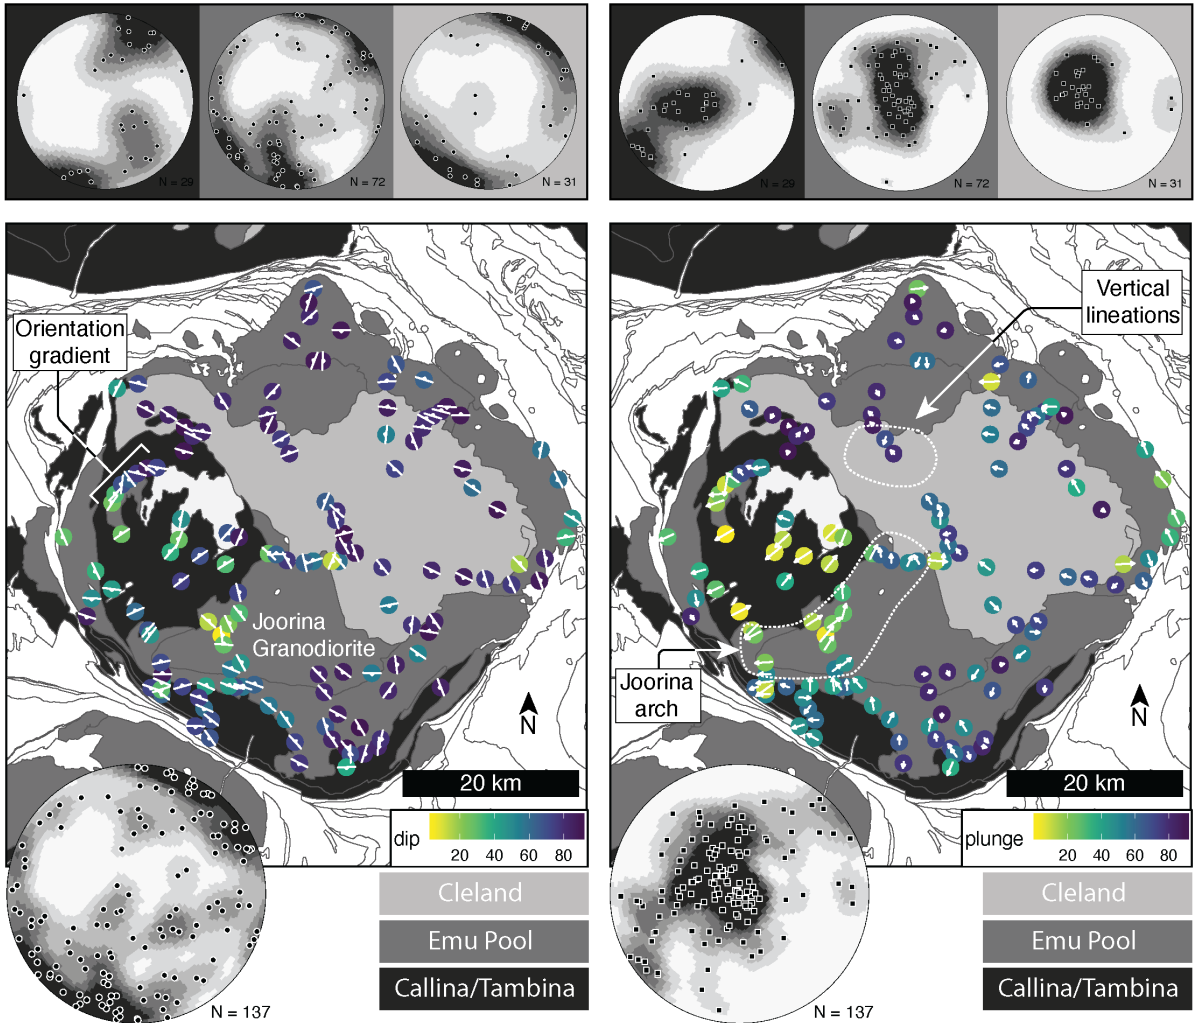 N = 29
N = 72
N = 31
N = 29
N = 72
N = 31
Orientation
gradient
Joorina
Granodiorite
N
20 km
dip
20 40 60 80
N = 137
Cleland
Emu Pool
Callina/Tambina
Vertical
lineations
Joorina
arch
N
20 km
plunge
20 40 60 80
N = 137
Cleland
Emu Pool
Callina/Tambina